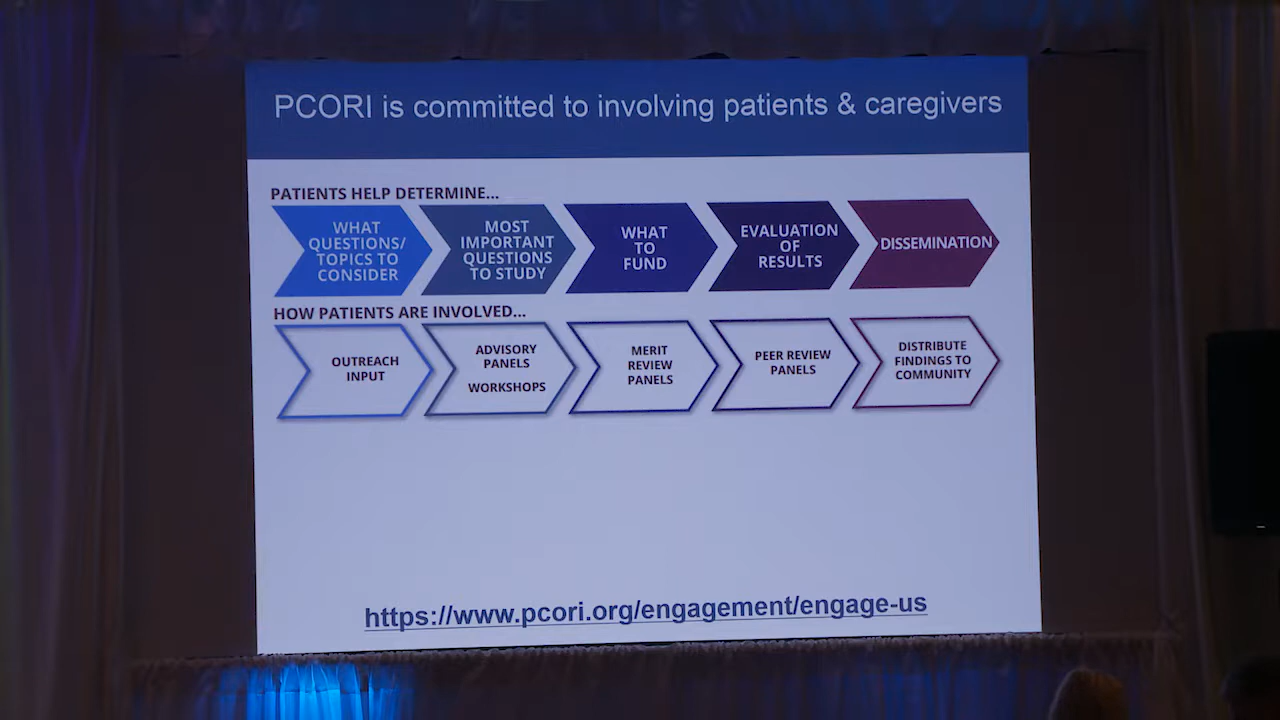 PCORI is committed to involving patients & caregivers
PATIENTS HELP DETERMINE...
WHAT
QUESTIONS/
TOPICS TO
CONSIDER
MOST
IMPORTANT
QUESTIONS
TO STUDY
WHAT
TO
FUND
EVALUATION
OF
RESULTS
DISSEMINATION
HOW PATIENTS ARE INVOLVED...
OUTREACH
INPUT
ADVISORY
PANELS
WORKSHOPS
MERIT
REVIEW
PANELS
PEER REVIEW
PANELS
DISTRIBUTE
FINDINGS TO
COMMUNITY
https://www.pcori.org/engagement/engage-us